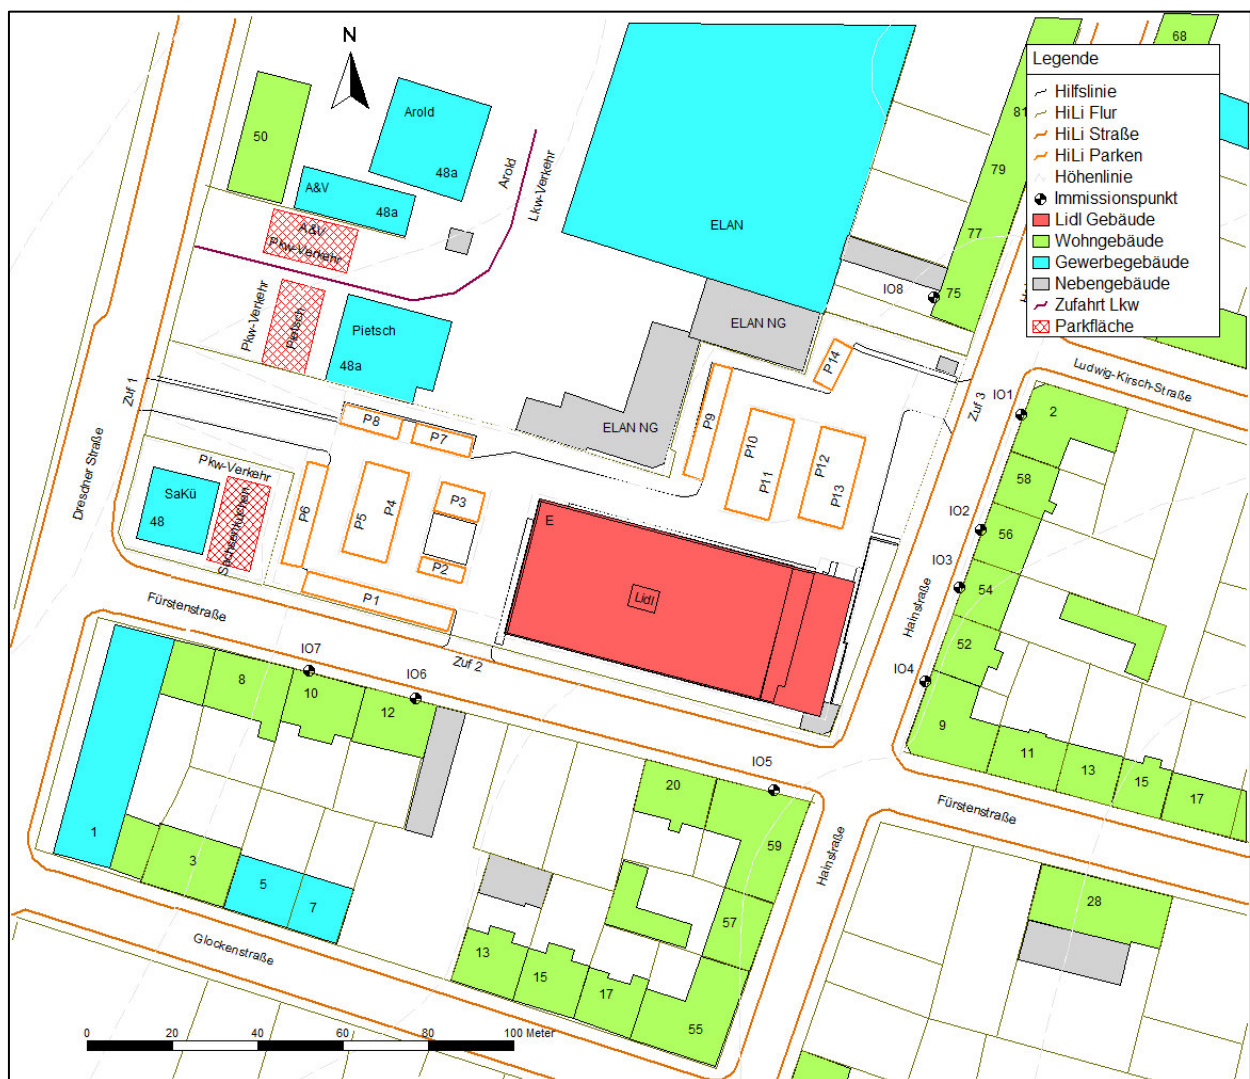 N
68
Legende
Hilfslinie
HiLi Flur
HiLi Straße
HiLi Parken
Höhenlinie
Immissionspunkt
Lidl Gebäude
Wohngebäude
Gewerbegebäude
Nebengebäude
Zufahrt Lkw
Parkfläche
81
79
77
75
50
Arold
48a
A&V
48a
A&V
Pkw-Verkehr
Arold
Lkw-Verkehr
ELAN
IO8
Pkw-Verkehr
Pietsch
Pietsch
48a
ELAN NG
ELAN NG
P14
Ludwig-Kirsch-Straße
Zuf 1
Zuf 3
IO1
2
P8
P7
P9
P10
P11
P12
P13
Dresdner Straße
Pkw-Verkehr
SaKü
48
Sachsenküchen
P6
P5
P4
P3
P2
P1
E
Lidl
58
IO2
56
IO3
54
Hainstraße
52
IO4
9
11
13
15
17
Fürstenstraße
Zuf 2
IO7
IO6
8
10
12
IO5
20
59
Fürstenstraße
Hainstraße
1
3
5
7
57
28
Glockenstraße
13
15
17
55
0
20
40
60
80
100 Meter